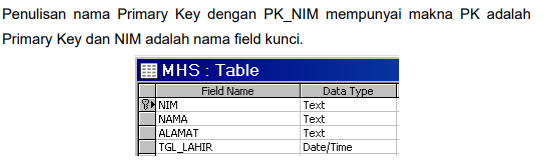 Penulisan nama Primary Key dengan PK_NIM mempunyai makna PK adalah
Primary Key dan NIM adalah nama field kunci.
MHS : Table
Field Name Data Type
NIM Text
NAMA Text
ALAMAT Text
TGL_LAHIR Date/Time